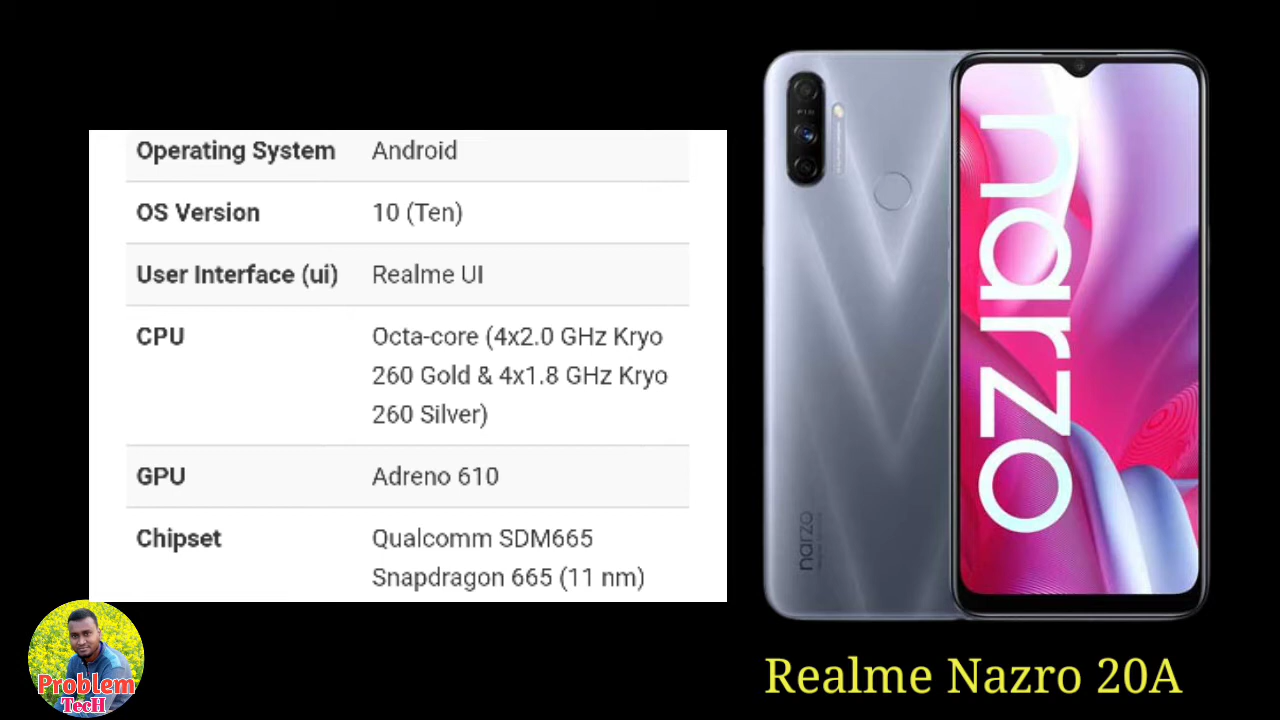 Operating System Android
OS Version 10 (Ten)
User Interface (ui) Realme UI
CPU Octa-core (4x2.0 GHz Kryo
260 Gold & 4x1.8 GHz Kryo
260 Silver)
GPU Adreno 610
Chipset Qualcomm SDM665
Snapdragon 665 (11 nm)
narzo
narzo
Realme Nazro 20A
Problem
TecH